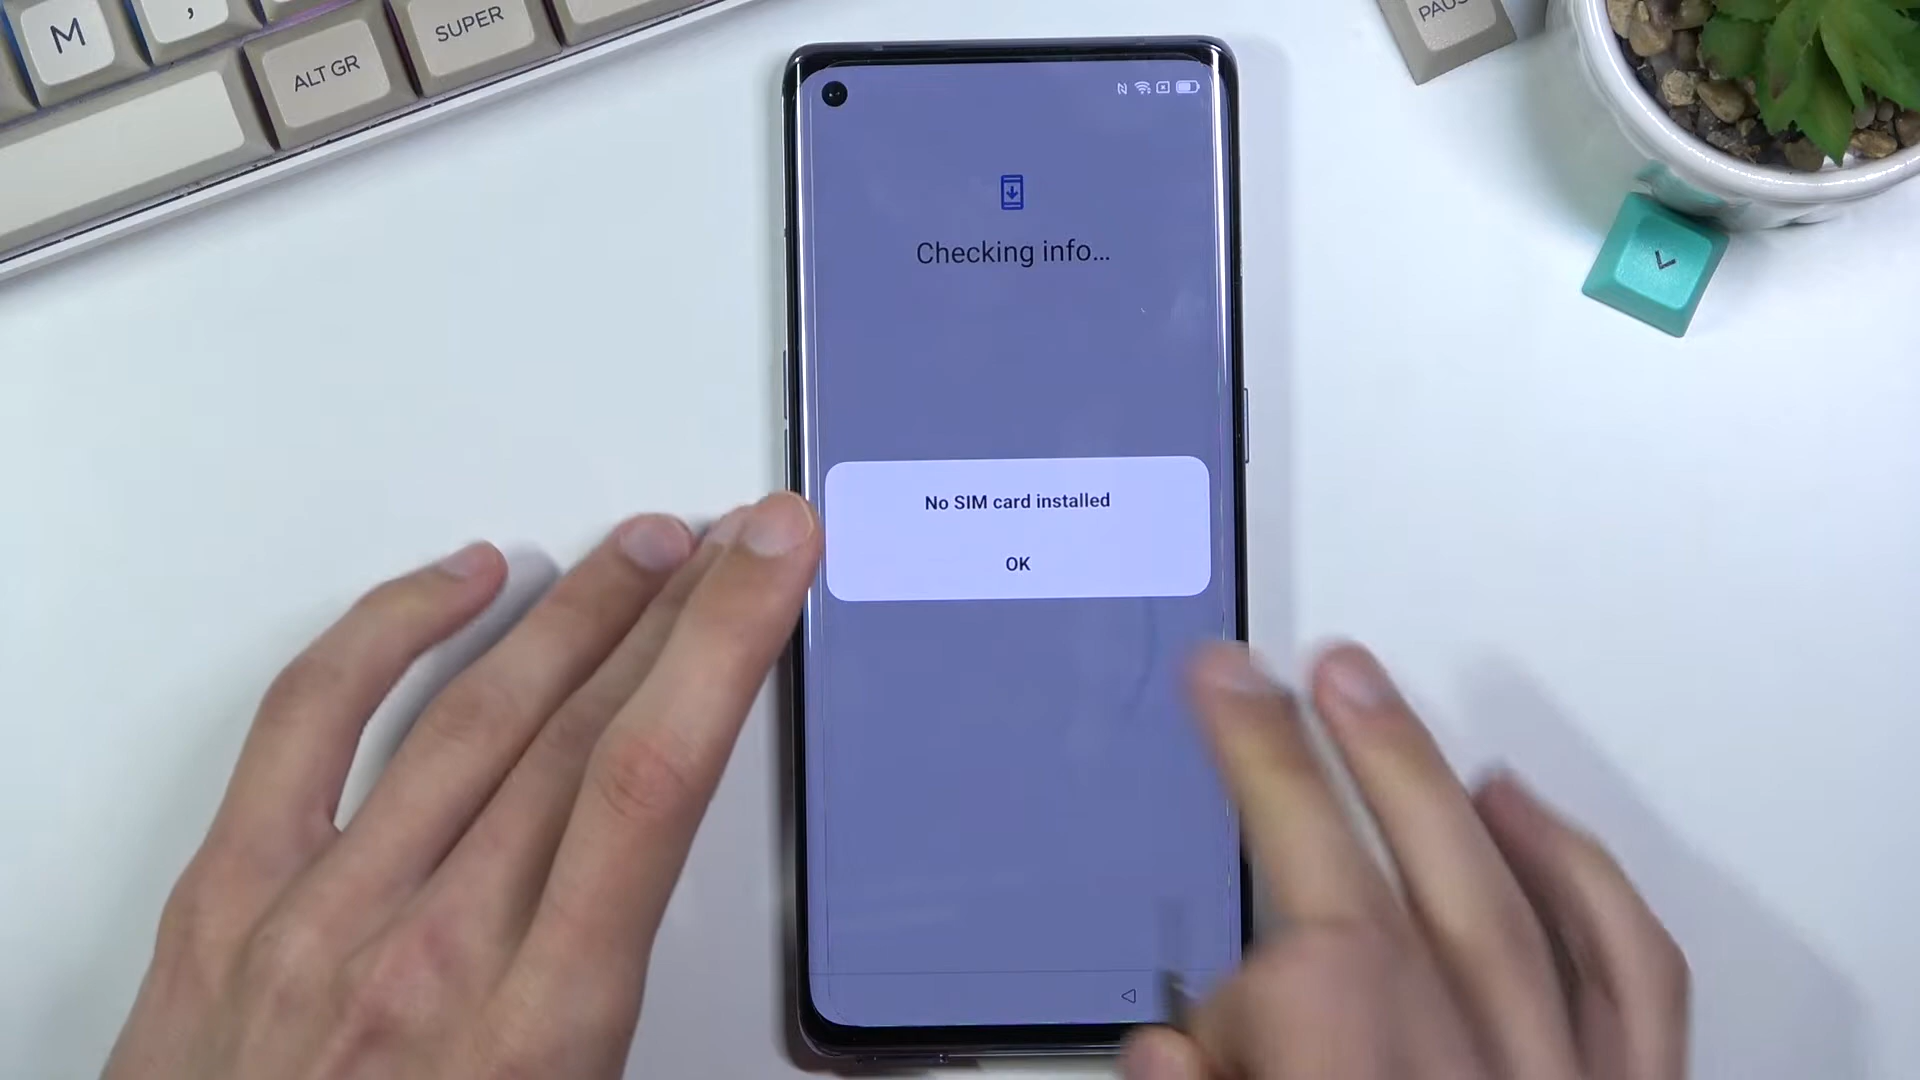 M
,
ALT GR
SUPER
PAUS
Checking info...
No SIM card installed
OK